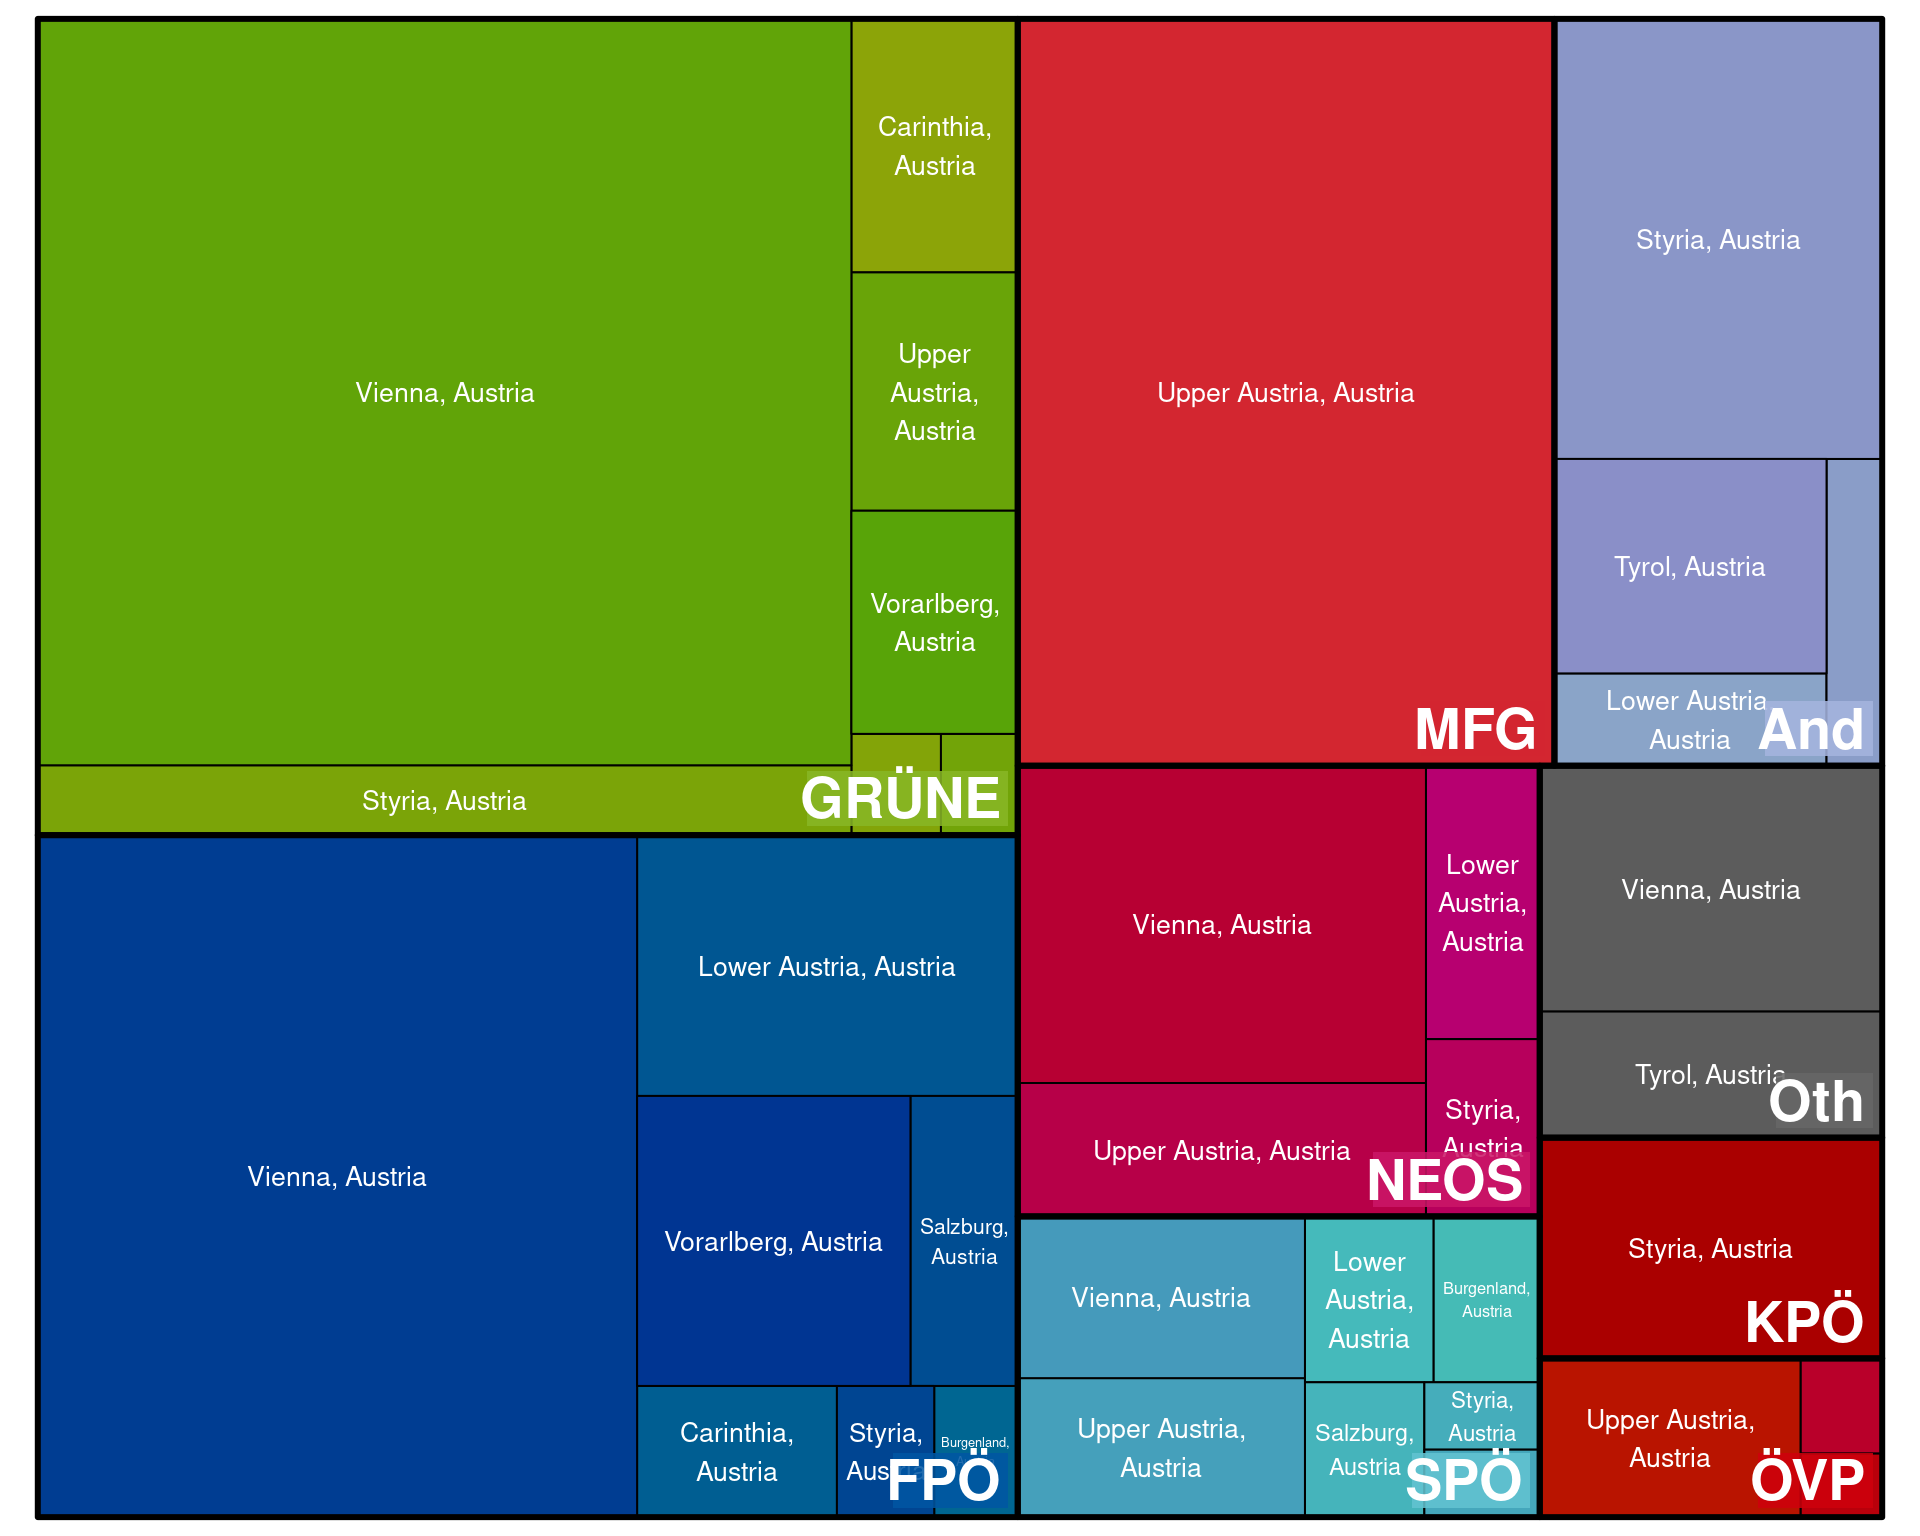 Vienna, Austria
Carinthia,
Austria
Upper
Austria,
Austria
Vorarlberg,
Austria
Styria, Austria
GRÜNE
Upper Austria, Austria
MFG
Styria, Austria
Tyrol, Austria
Lower Austria
Austria
And
Vienna, Austria
Lower Austria, Austria
Vorarlberg, Austria
Salzburg,
Austria
Carinthia,
Austria
Styria,
Austria
Burgenland,
FPÖ
Vienna, Austria
Lower
Austria,
Austria
Upper Austria, Austria
Styria,
Austria
NEOS
Vienna, Austria
Tyrol, Austria
Oth
Vienna, Austria
Lower
Austria,
Austria
Burgenland,
Austria
Upper Austria,
Austria
Salzburg,
Austria
Styria,
Austria
SPÖ
Styria, Austria
KPÖ
Upper Austria,
Austria
ÖVP